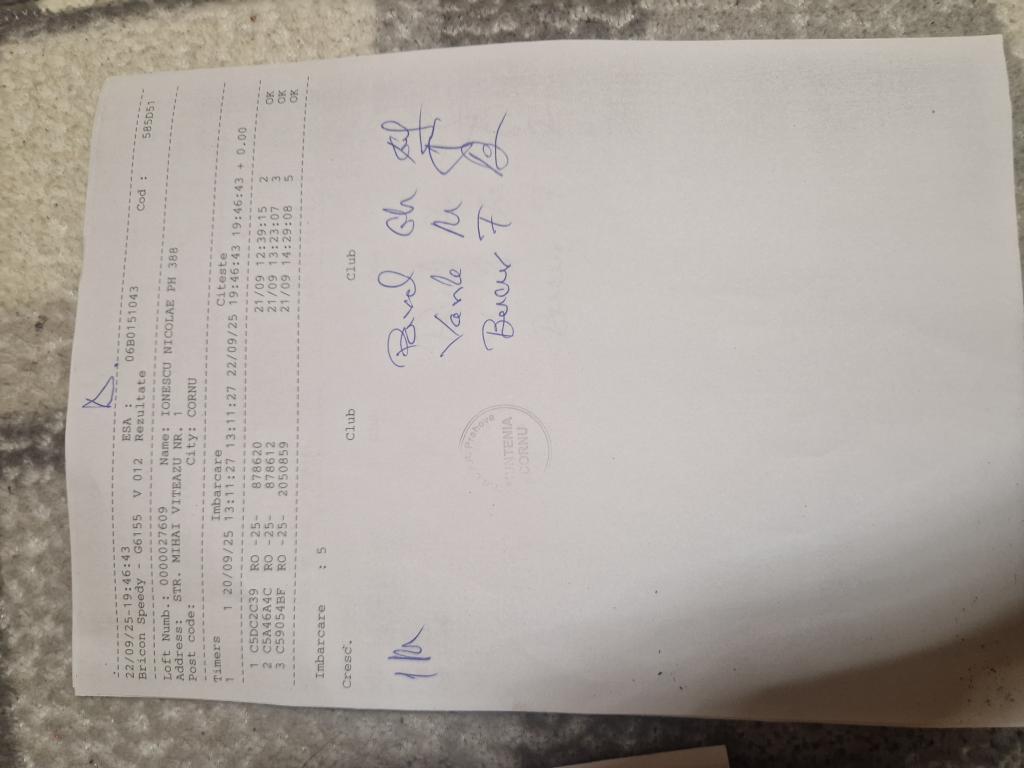 22/09/25-19:46:43 ESA : 06B0151043 Cod : 585D51
Bricon Speedy - G6155 V 012 Rezultate
Loft Numb.: 0000027609 Name: IONESCU NICOLAE PH 388
Address: STR. MIHAI VITEAZU NR. 1
Post code: City: CORNU
Timers Imbarcare Citeste
1 1 20/09/25 13:11:27 13:11:27 22/09/25 19:46:43 19:46:43 + 0.00
1 C5DC2C39 RO -25- 878620 21/09 12:39:15 2 OK
2 C5A46A4C RO -25- 878612 21/09 13:23:07 3 OK
3 C59054BF RO -25- 2050859 21/09 14:29:08 5 OK
Imbarcare : 5
Cresc. Club Club
Prahova
MUNTENIA
CORNU